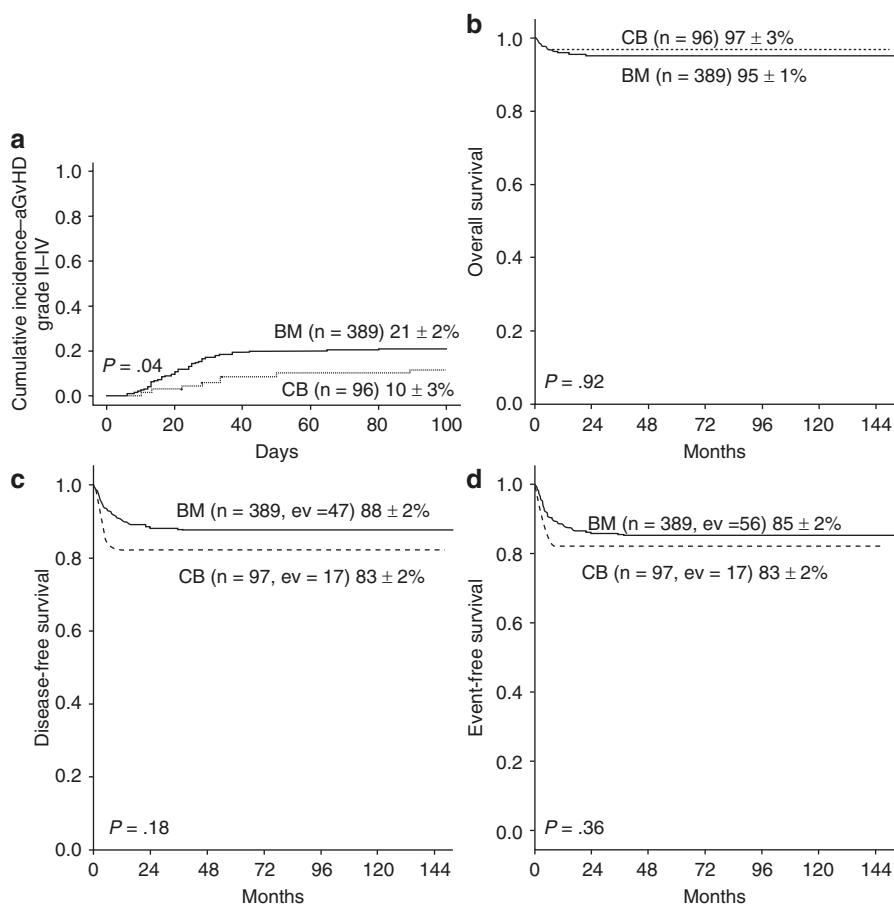 a
1.0
0.8
0.6
0.4
0.2
0.0
Cumulative incidence–aGvHD
grade II–IV
BM (n = 389) 21 ± 2%
P = .04
CB (n = 96) 10 ± 3%
0 20 40 60 80 100
Days
b
1.0
0.8
0.6
0.4
0.2
0.0
Overall survival
CB (n = 96) 97 ± 3%
BM (n = 389) 95 ± 1%
P = .92
0 24 48 72 96 120 144
Months
c
1.0
0.8
0.6
0.4
0.2
0.0
Disease-free survival
BM (n = 389, ev =47) 88 ± 2%
CB (n = 97, ev = 17) 83 ± 2%
P = .18
0 24 48 72 96 120 144
Months
d
1.0
0.8
0.6
0.4
0.2
0.0
Event-free survival
BM (n = 389, ev =56) 85 ± 2%
CB (n = 97, ev = 17) 83 ± 2%
P = .36
0 24 48 72 96 120 144
Months